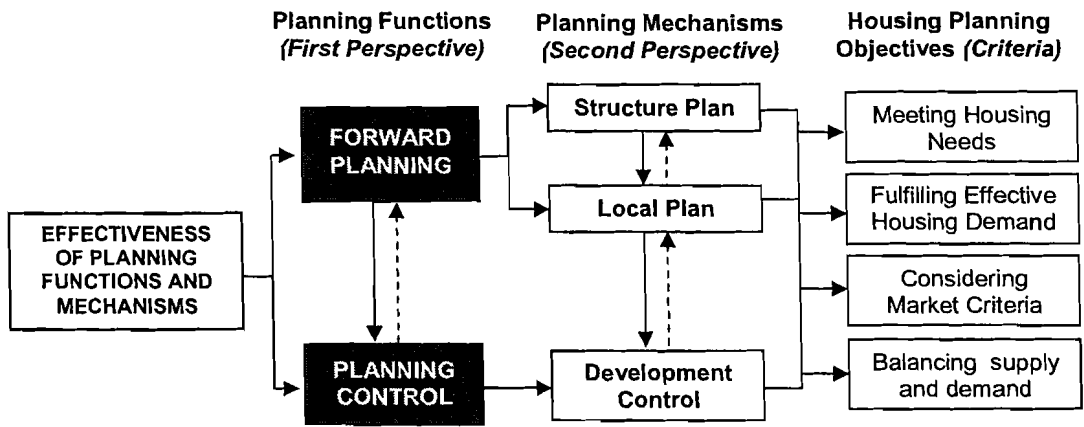 Planning Functions
(First Perspective)
Planning Mechanisms
(Second Perspective)
Housing Planning
Objectives (Criteria)
EFFECTIVENESS
OF PLANNING
FUNCTIONS AND
MECHANISMS
FORWARD
PLANNING
PLANNING
CONTROL
Structure Plan
Local Plan
Development
Control
Meeting Housing
Needs
Fulfilling Effective
Housing Demand
Considering
Market Criteria
Balancing supply
and demand